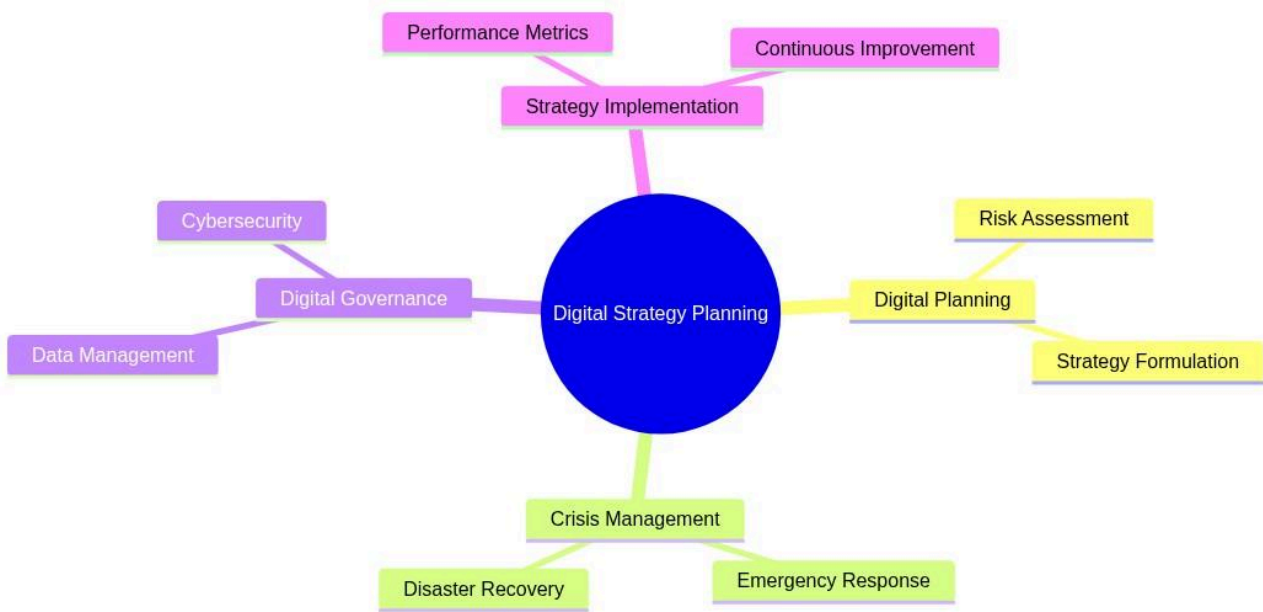 Performance Metrics
Continuous Improvement
Strategy Implementation
Cybersecurity
Risk Assessment
Digital Governance
Digital Planning
Digital Strategy Planning
Data Management
Strategy Formulation
Crisis Management
Disaster Recovery
Emergency Response